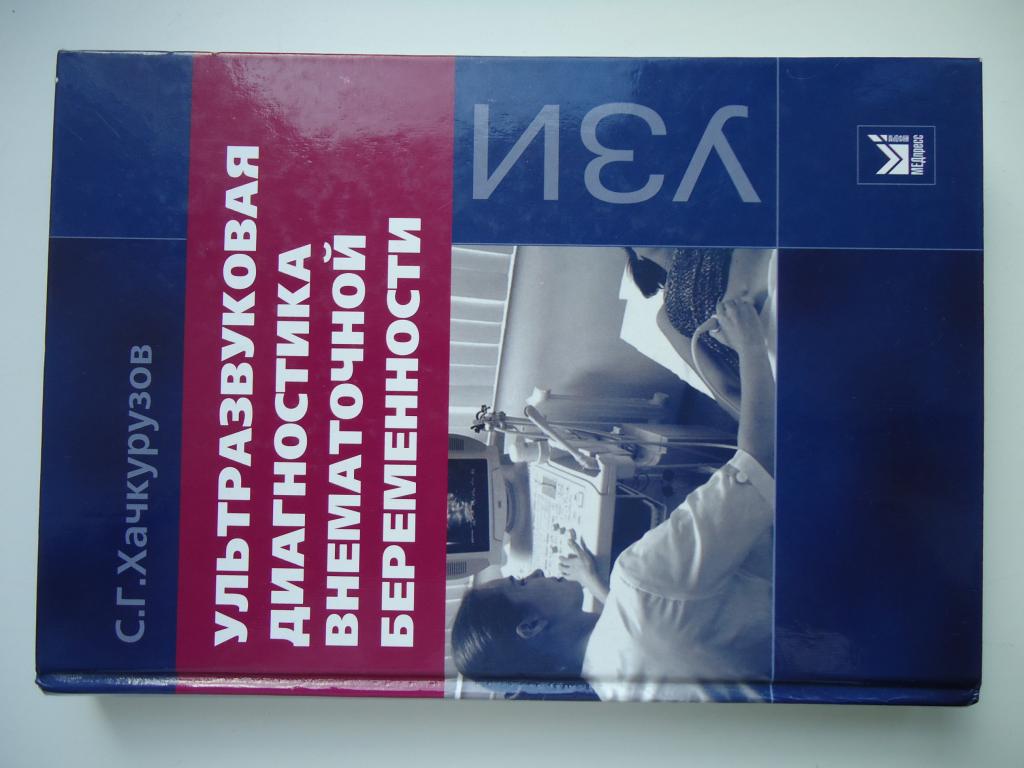 С.Г.Хачкурузов
УЛЬТРАЗВУКОВАЯ
ДИАГНОСТИКА
ВНЕМАТОЧНОЙ
БЕРЕМЕННОСТИ
УЗИ
МЕДпресс